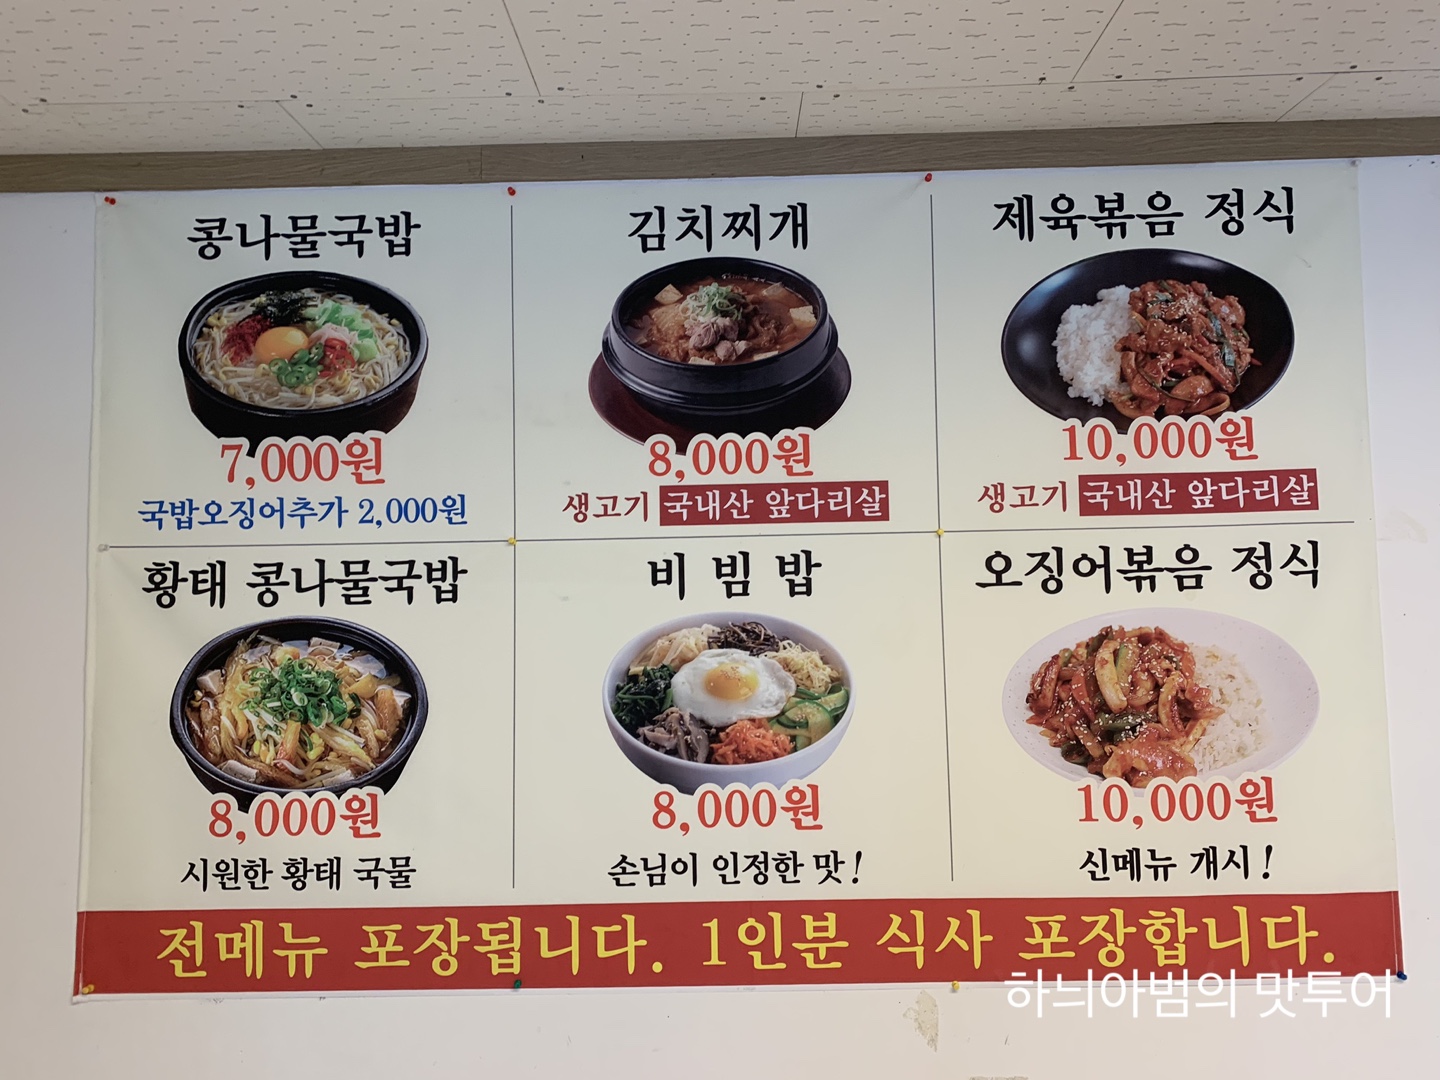 콩나물국밥
7,000원
국밥오징어추가 2,000원
김치찌개
8,000원
생고기 국내산 앞다리살
제육볶음 정식
10,000원
생고기 국내산 앞다리살
황태 콩나물국밥
8,000원
시원한 황태 국물
비 빔 밥
8,000원
손님이 인정한 맛!
오징어볶음 정식
10,000원
신메뉴 개시!
전메뉴 포장됩니다. 1인분 식사 포장합니다.
하늬아범의 맛투어